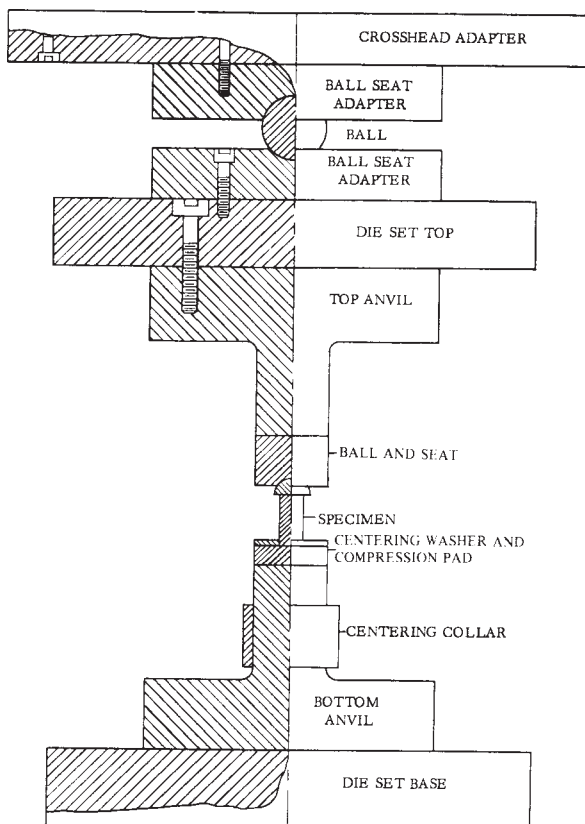 CROSSHEAD ADAPTER
BALL SEAT
ADAPTER
BALL
BALL SEAT
ADAPTER
DIE SET TOP
TOP ANVIL
BALL AND SEAT
SPECIMEN
CENTERING WASHER AND
COMPRESSION PAD
CENTERING COLLAR
BOTTOM
ANVIL
DIE SET BASE